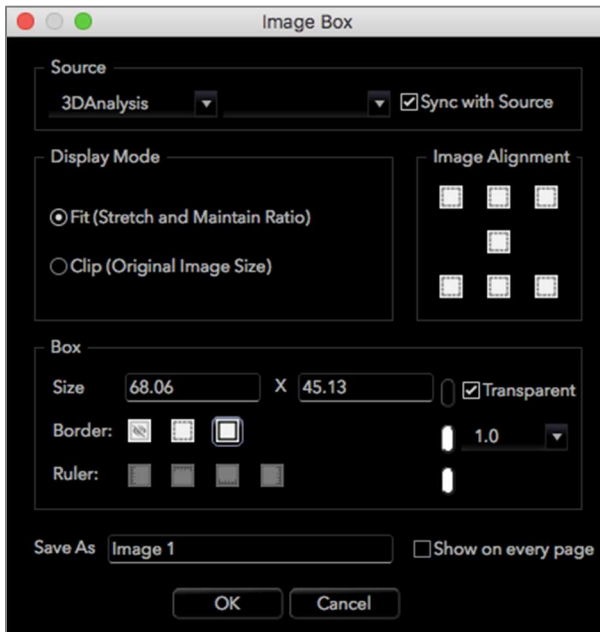 Image Box
Source
3DAnalysis
Sync with Source
Display Mode
Image Alignment
Fit (Stretch and Maintain Ratio)
Clip (Original Image Size)
Box
Size 68.06 X 45.13 Transparent
Border: 1.0
Ruler:
Save As Image 1 Show on every page
OK Cancel